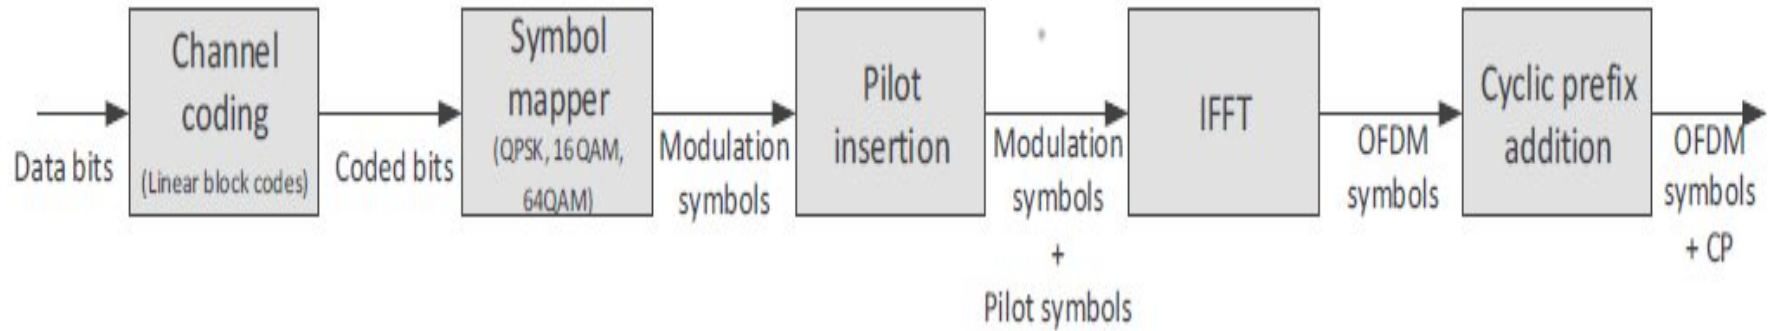 Data bits
Channel
coding
(Linear block codes)
Coded bits
Symbol
mapper
(QPSK, 16QAM,
64QAM)
Modulation
symbols
Pilot
insertion
Modulation
symbols
+
Pilot symbols
IFFT
OFDM
symbols
Cyclic prefix
addition
OFDM
symbols
+ CP